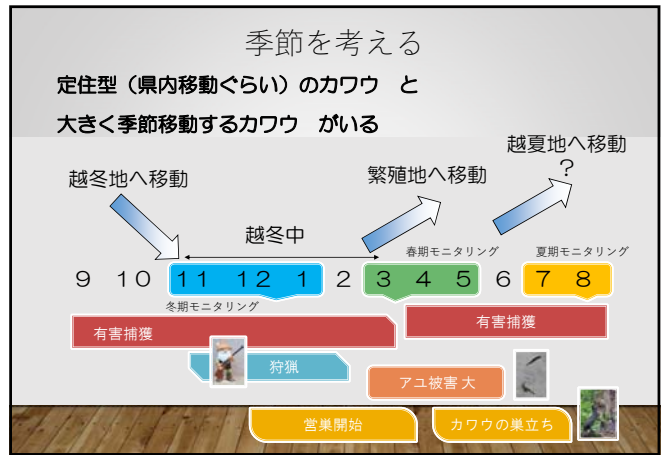 季節を考える
定住型（県内移動ぐらい）のカワウ　と
大きく季節移動するカワウ　がいる
越夏地へ移動
？
越冬地へ移動
繁殖地へ移動
越冬中
春期モニタリング
夏期モニタリング
9 10 11 12 1 2 3 4 5 6 7 8
冬期モニタリング
有害捕獲
有害捕獲
狩猟
アユ被害 大
営巣開始
カワウの巣立ち